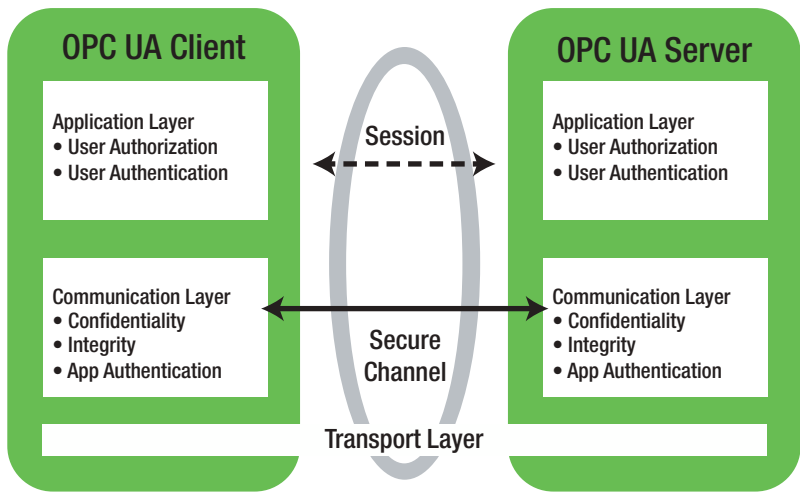 OPC UA Client
Application Layer
• User Authorization
• User Authentication
Communication Layer
• Confidentiality
• Integrity
• App Authentication
Session
Secure
Channel
Transport Layer
OPC UA Server
Application Layer
• User Authorization
• User Authentication
Communication Layer
• Confidentiality
• Integrity
• App Authentication